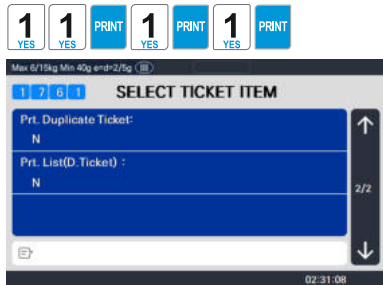 1 YES 1 YES PRINT 1 YES PRINT 1 YES PRINT
Max 6/15kg Min 40g e=d=2/5g
1 7 6 1 SELECT TICKET ITEM
Prt. Duplicate Ticket:
N
Prt. List(D.Ticket) :
N
2/2
02:31:08